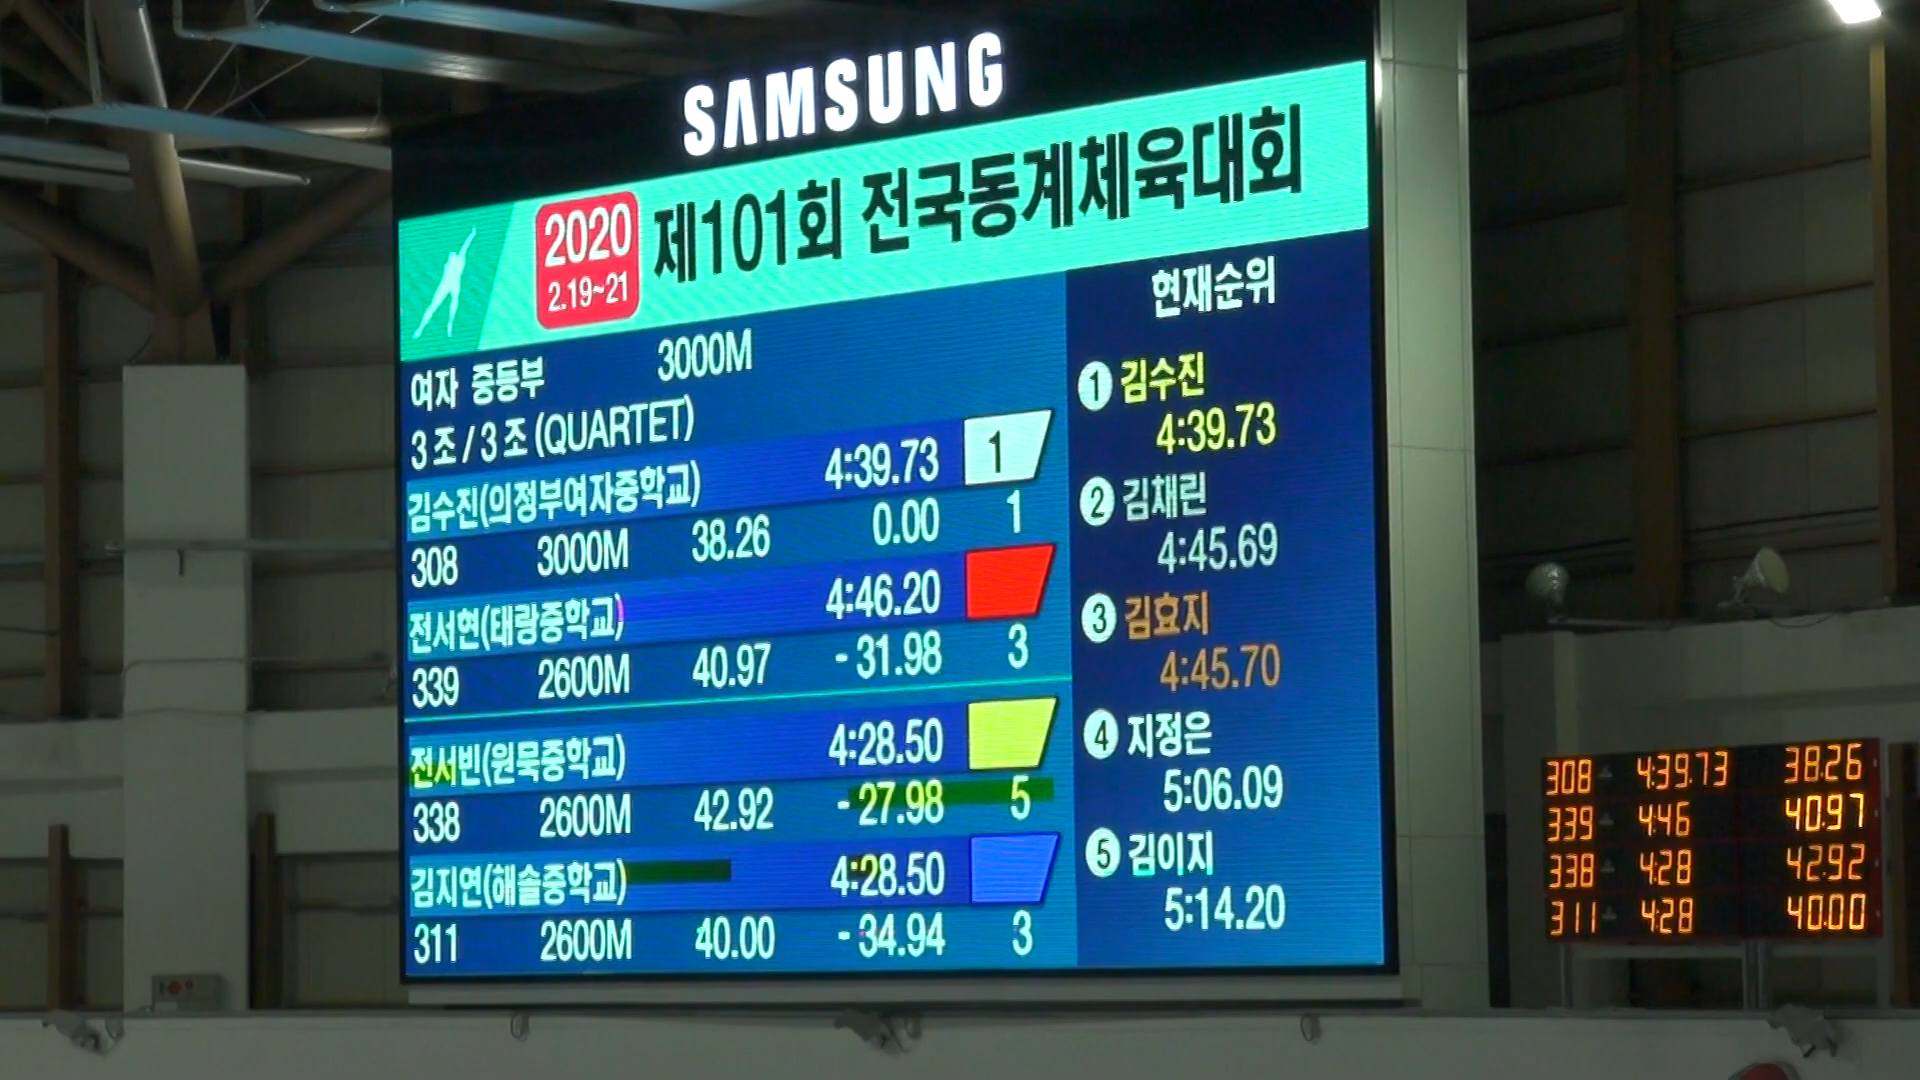 SAMSUNG
2020
2.19~21
제101회 전국동계체육대회
여자 중등부 3000M
3 조 / 3 조 (QUARTET)
김수진(의정부여자중학교) 4:39.73 1
308 3000M 38.26 0.00 1
전서현(태랑중학교) 4:46.20
339 2600M 40.97 - 31.98 3
전서빈(원묵중학교) 4:28.50
338 2600M 42.92 - 27.98 5
김지연(해솔중학교) 4:28.50
311 2600M 40.00 - 34.94 3
현재순위
1 김수진
4:39.73
2 김채린
4:45.69
3 김효지
4:45.70
4 지정은
5:06.09
5 김이지
5:14.20
308 4:39.73 38.26
339 4:46 40.97
338 4:28 42.92
311 4:28 40.00